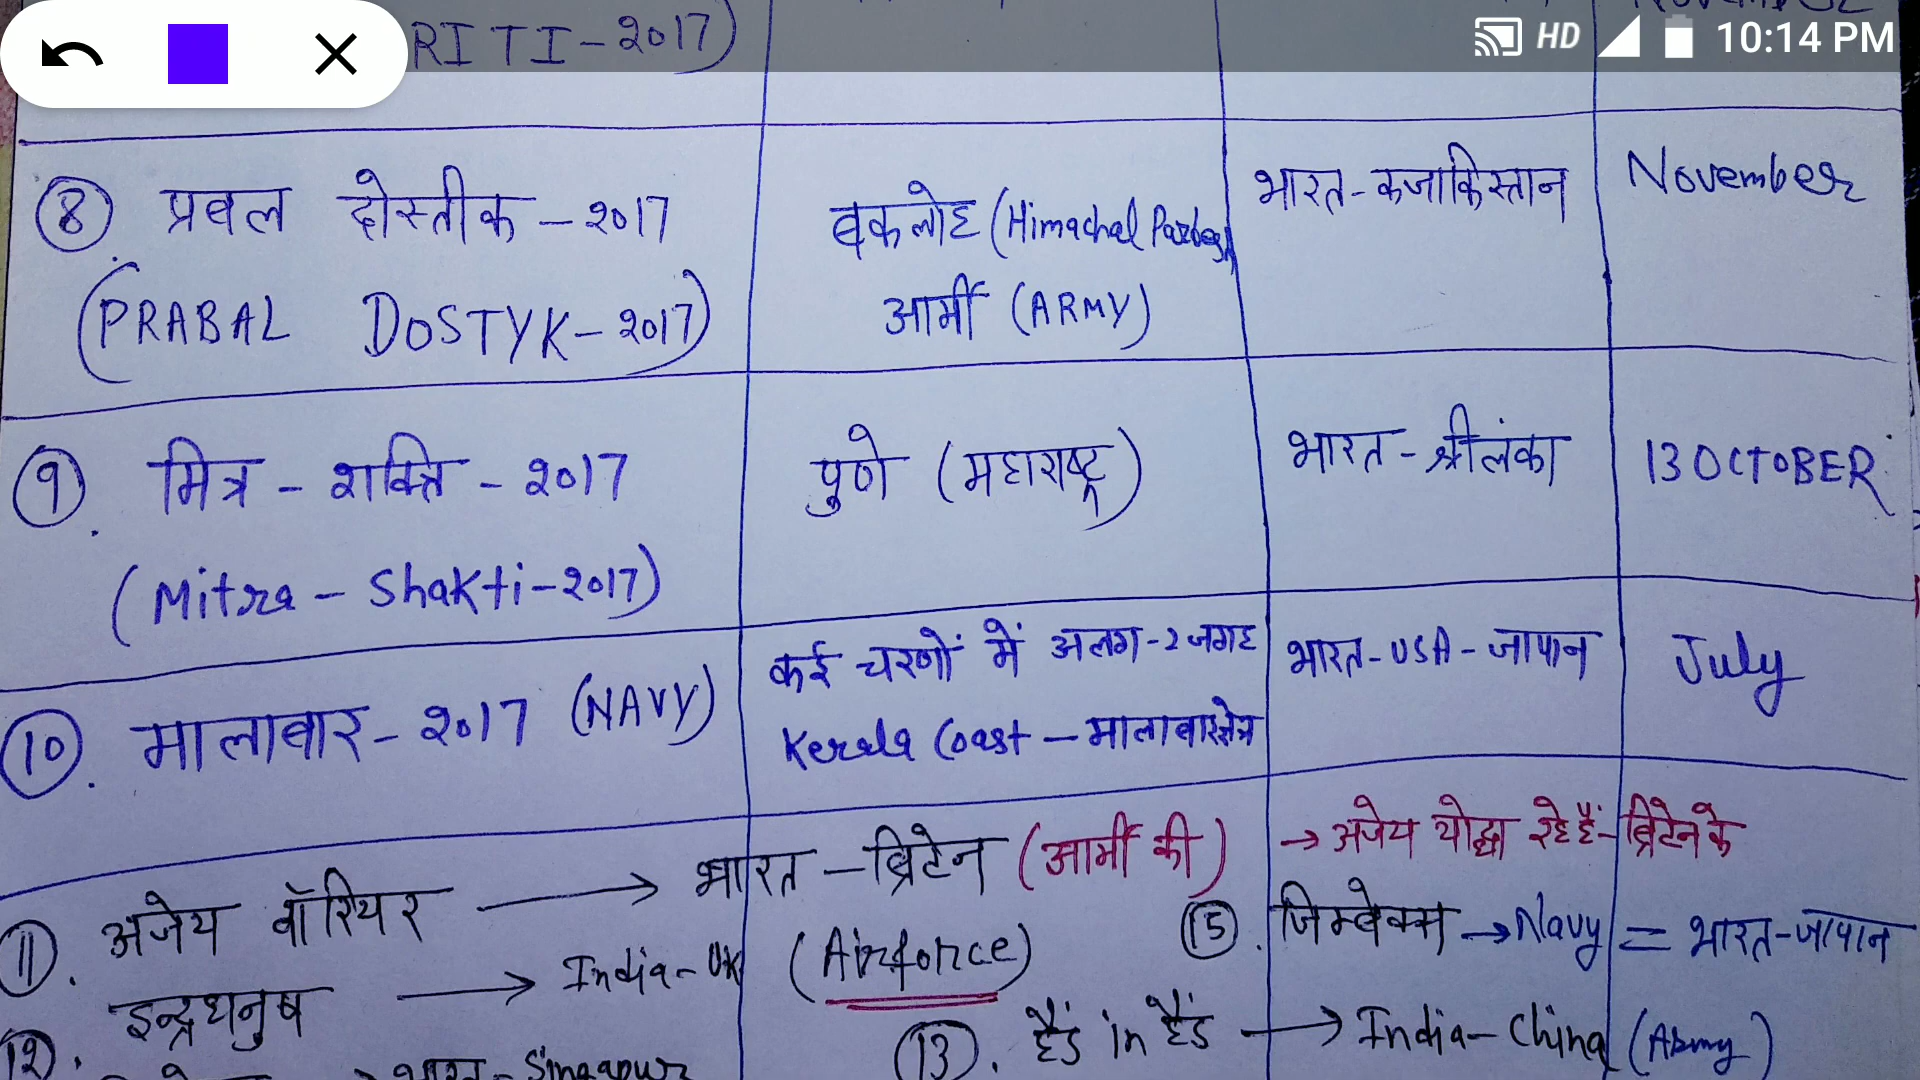 RITI-2017)
HD 10:14 PM
8 प्रबल दोस्तीक - 2017
(PRABAL DOSTYK-2017)
बकलोह (Himachal
आर्मी (ARMY)
भारत-कजाकिस्तान
November
9. मित्र - शक्ति - 2017
(Mitra - Shakti-2017)
पुणे (महाराष्ट्र)
भारत - श्रीलंका
13 OCTOBER
10. मालाबार - 2017 (NAVY)
कई चरणों में अलग-2 जगह
Kerala Coast - मालाबार क्षेत्र
भारत-USA-जापान
July
11. अजेय वॉरियर → भारत - ब्रिटेन (आर्मी की) → अजेय योद्धा रहे हैं- ब्रिटेन के
इन्द्रधनुष → India-UK (Airforce)
15. जिम्बेक्स → Navy = भारत-जापान
12.
→ भारत - Singapur
13. हैंड in हैंड → India-China (Army)